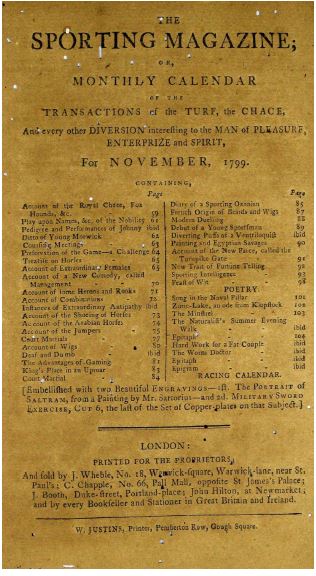 THE
SPORTING MAGAZINE;
OR,
MONTHLY CALENDAR
OF THE
TRANSACTIONS of the TURF, the CHACE,
And every other DIVERSION interesting to the MAN of PLEASURE,
ENTERPRIZE and SPIRIT,
For NOVEMBER, 1799.
CONTAINING,
Page
Account of the Royal Chace, Fox
Hounds, &c. 59
Play upon Names, &c. of the Nobility 61
Pedigree and Performances of Johnny ibid
Ditto of Young Morwick 62
Coursing Meetings 63
Preservation of the Game—a Challenge 64
Treatise on Horses 65
Account of Extraordinary Females 65
Account of a New Comedy, called
Management 70
Account of some Herons and Rooks 71
Account of Combinations 72
Instances of Extraordinary Antipathy ibid
Account of the Shoeing of Horses 73
Account of the Arabian Horse 74
Account of the Jumpers 75
Court Martial 77
Account of Wigs 80
Deaf and Dumb ibid
The Advantages of Gaming 82
King's Place in an Uproar 83
Court Martial 84
Page
Diary of a Sporting Oxonian 85
French Origin of Beards and Wigs 87
Modern Duelling 88
Debut of a Young Sportsman 89
Diverting Puffs of a Ventriloquist ibid
Painting and Egyptian Savages 90
Account of the New Piece, called the
Turnpike Gate 91
New Trait of Fortune Telling 92
Sporting Intelligence 93
Feast of Wit 98
POETRY.
Song in the Naval Pillar 101
Zuns-Lake, an ode from Klopstock 102
The Minstrel 103
The Naturalist's Summer Evening
Walk ibid
Epitaph 104
Hard Work for a Fat Couple ibid
The Worm Doctor ibid
Epitaph ibid
Epigram ibid
RACING CALENDAR.
[Embellished with two Beautiful ENGRAVINGS—1st. The PORTRAIT of
SALTRAM, from a Painting by Mr. Sartorius—and 2d. MILITARY SWORD
EXERCISE, CUT 6, the last of the Set of Copper-plates on that Subject.]
LONDON:
PRINTED FOR THE PROPRIETORS,
And sold by J. Wheble, No. 18, Warwick-square, Warwick-lane, near St.
Paul's; C. Chapple, No. 66, Pall Mall, opposite St. James's Palace;
J. Booth, Duke-street, Portland-place; John Hilton, at Newmarket;
and by every Bookseller and Stationer in Great Britain and Ireland.
W. JUSTINS, Printer, Pemberton Row, Gough Square.